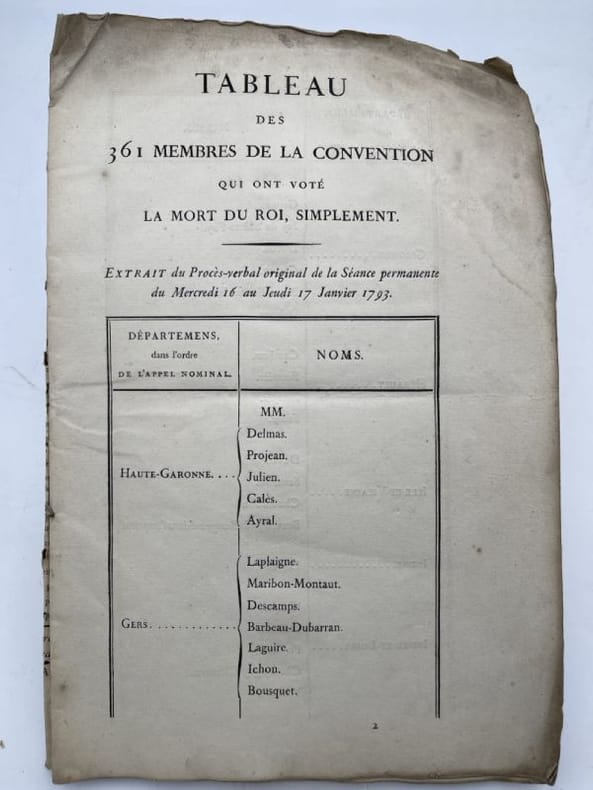 TABLEAU
DES
361 MEMBRES DE LA CONVENTION
QUI ONT VOTÉ
LA MORT DU ROI, SIMPLEMENT.
EXTRAIT du Procès-verbal original de la Séance permanente
du Mercredi 16 au Jeudi 17 Janvier 1793.
DÉPARTEMENS,
dans l'ordre
DE L'APPEL NOMINAL.
NOMS.
MM.
HAUTE-GARONNE. . . .
Delmas.
Projean.
Julien.
Calès.
Ayral.
GERS. . . . . . . . . . . . .
Laplaigne.
Maribon-Montaut.
Descamps.
Barbeau-Dubarran.
Laguire.
Ichon.
Bousquet.
2